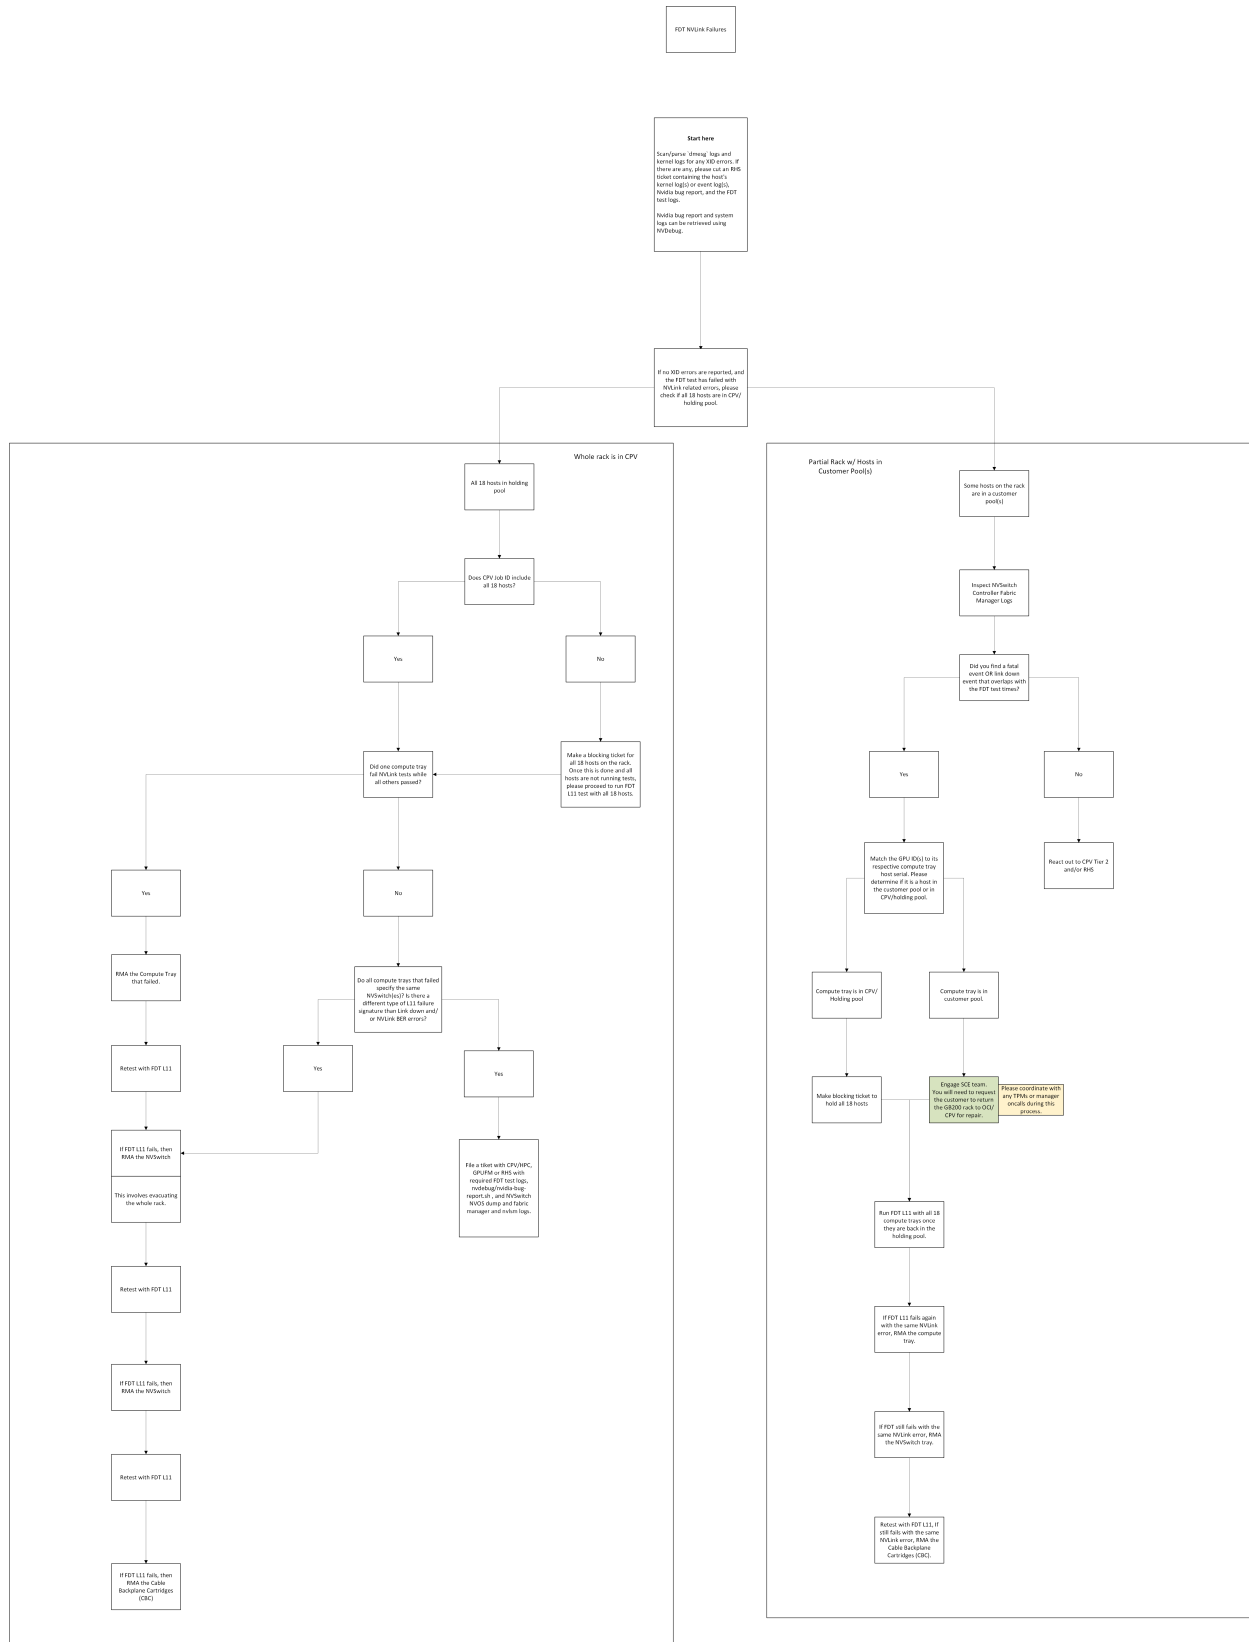 FDT NVLink Failures
Start here
Scan/parse `dmesg` logs and
kernel logs for any XID errors. If
there are any, please cut an RHS
ticket containing the host's
kernel log(s) or event log(s),
Nvidia bug report, and the FDT
test logs.
Nvidia bug report and system
logs can be retrieved using
NVDebug.
If no XID errors are reported, and
the FDT test has failed with
NVLink related errors, please
check if all 18 hosts are in CPV/
holding pool.
Whole rack is in CPV
All 18 hosts in holding
pool
Does CPV Job ID include
all 18 hosts?
Yes
No
Did one compute tray
fail NVLink tests while
all others passed?
Make a blocking ticket for
all 18 hosts on the rack.
Once this is done and all
hosts are not running tests,
please proceed to run FDT
L11 test with all 18 hosts.
Yes
No
RMA the Compute Tray
that failed.
Do all compute trays that failed
specify the same
NVSwitch(es)? Is there a
different type of L11 failure
signature than Link down and/
or NVLink BER errors?
Retest with FDT L11
Yes
Yes
If FDT L11 fails, then
RMA the NVSwitch
This involves evacuating
the whole rack.
File a tiket with CPV/HPC,
GPUFM or RHS with
required FDT test logs,
nvdebug/nvidia-bug-
report.sh , and NVSwitch
NVOS dump and fabric
manager and nvlsm logs.
Retest with FDT L11
If FDT L11 fails, then
RMA the NVSwitch
Retest with FDT L11
If FDT L11 fails, then
RMA the Cable
Backplane Cartridges
(CBC)
Partial Rack w/ Hosts in
Customer Pool(s)
Some hosts on the rack
are in a customer
pool(s)
Inspect NVSwitch
Controller Fabric
Manager Logs
Did you find a fatal
event OR link down
event that overlaps with
the FDT test times?
Yes
No
Match the GPU ID(s) to its
respective compute tray
host serial. Please
determine if it is a host in
the customer pool or in
CPV/holding pool.
React out to CPV Tier 2
and/or RHS
Compute tray is in CPV/
Holding pool
Compute tray is in
customer pool.
Make blocking ticket to
hold all 18 hosts
Engage SCE team.
You will need to request
the customer to return
the GB200 rack to OCI/
CPV for repair.
Please coordinate with
any TPMs or manager
oncalls during this
process.
Run FDT L11 with all 18
compute trays once
they are back in the
holding pool.
If FDT L11 fails again
with the same NVLink
error, RMA the compute
tray.
If FDT still fails with the
same NVLink error, RMA
the NVSwitch tray.
Retest with FDT L11, If
still fails with the same
NVLink error, RMA the
Cable Backplane
Cartridges (CBC).